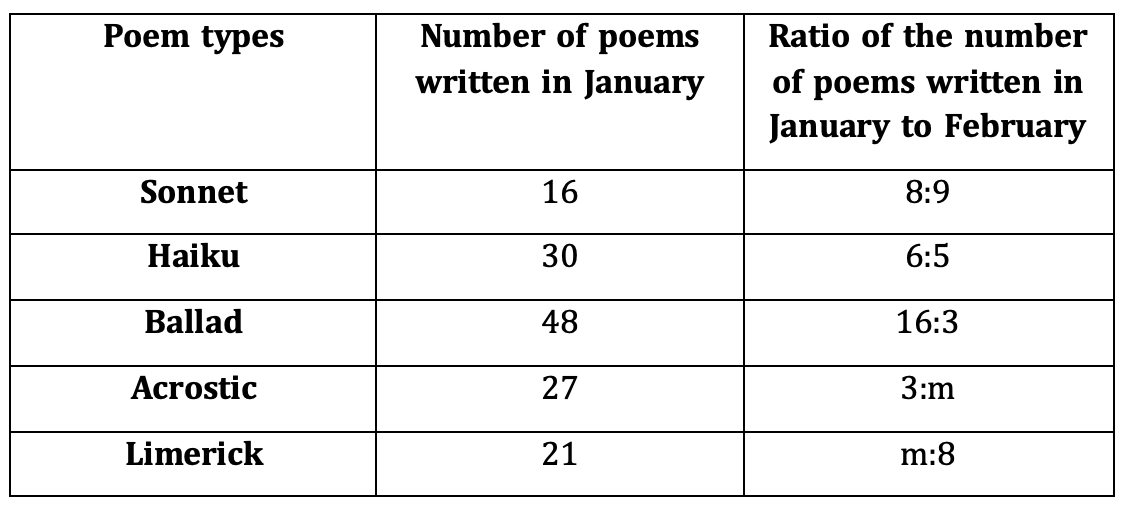 Poem types
Number of poems
written in January
Ratio of the number
of poems written in
January to February
Sonnet 16 8:9
Haiku 30 6:5
Ballad 48 16:3
Acrostic 27 3:m
Limerick 21 m:8